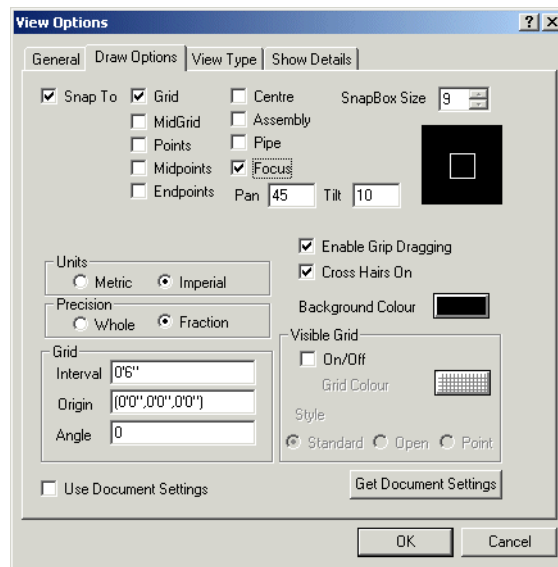 View Options
General Draw Options View Type Show Details
Snap To Grid Centre SnapBox Size 9
MidGrid Assembly
Points Pipe
Midpoints Focus
Endpoints Pan 45 Tilt 10
Enable Grip Dragging
Units Cross Hairs On
Metric Imperial
Precision Background Colour
Whole Fraction
Visible Grid
Grid On/Off
Interval 0'6"
Grid Colour
Origin (0'0",0'0",0'0")
Style
Angle 0
Standard Open Point
Use Document Settings Get Document Settings
OK Cancel